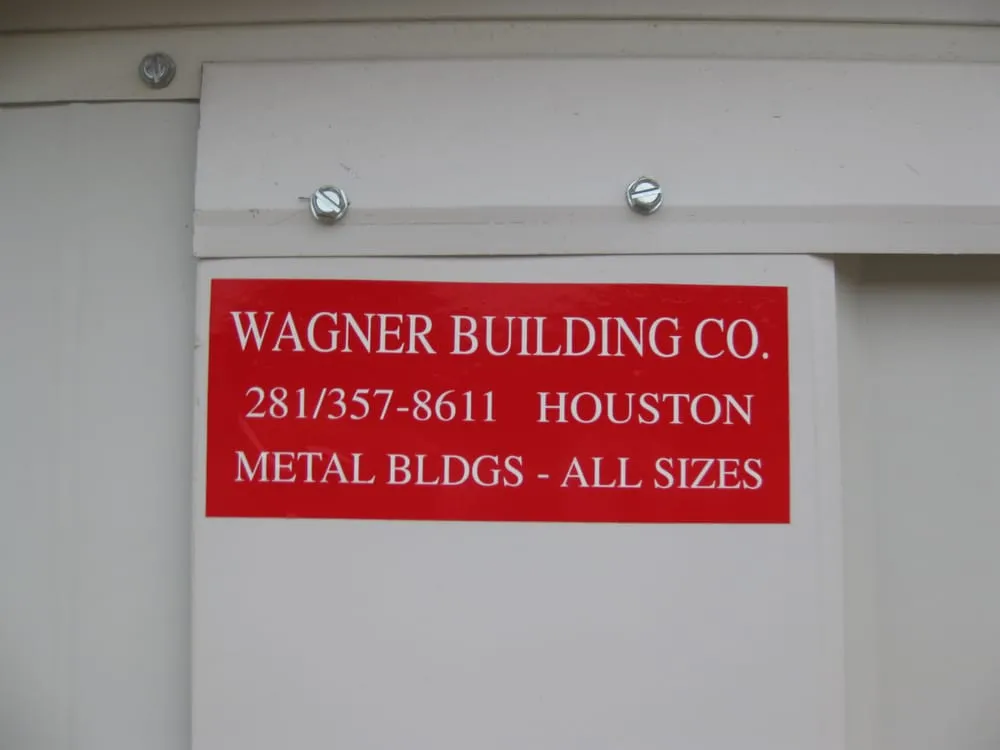 WAGNER BUILDING CO.
281/357-8611 HOUSTON
METAL BLDGS - ALL SIZES